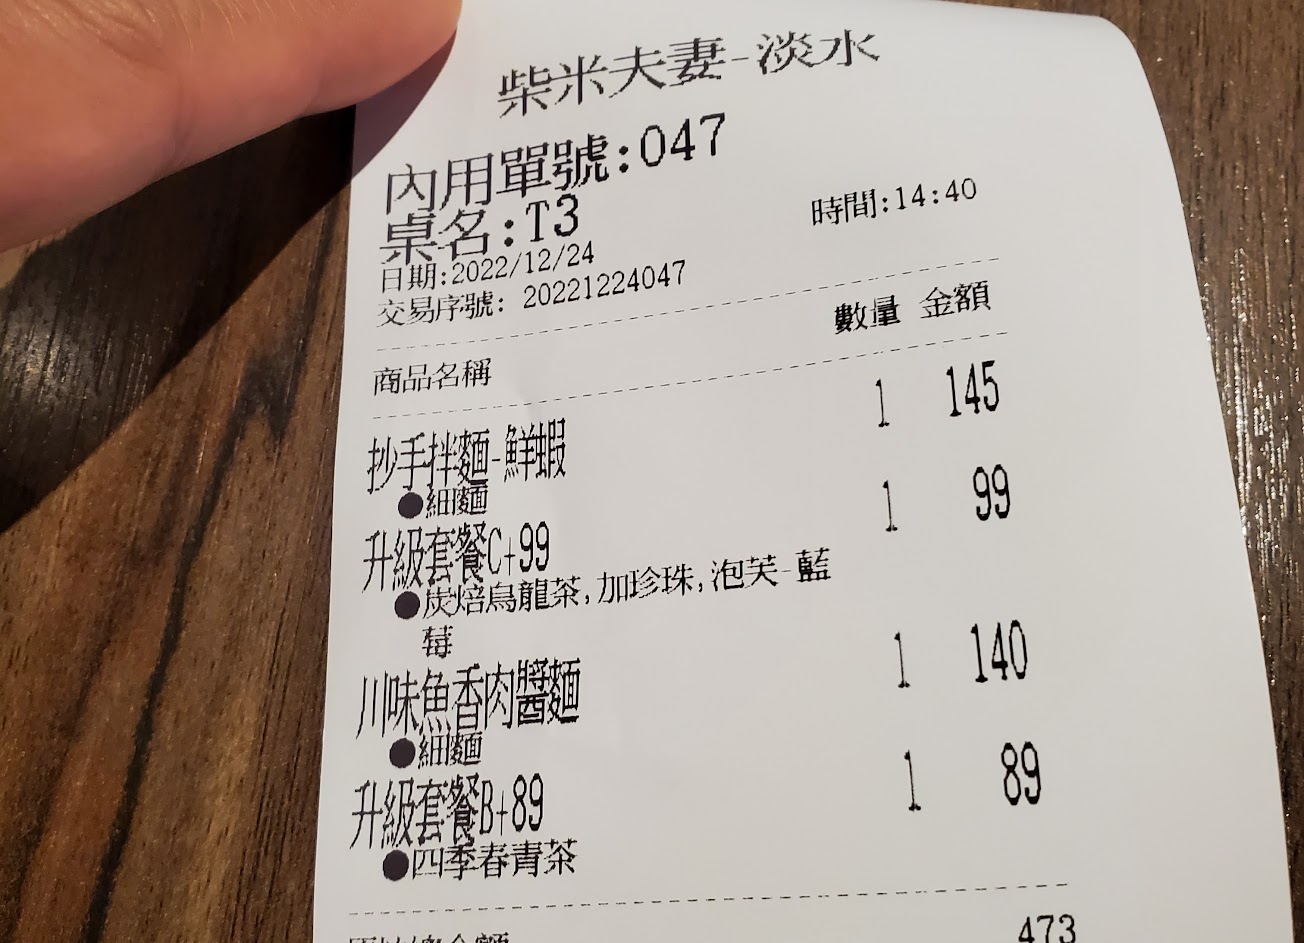 柴米夫妻-淡水
內用單號:047
桌名:T3
時間:14:40
日期:2022/12/24
交易序號: 20221224047
商品名稱 數量 金額
抄手拌麵-鮮蝦 1 145
●細麵
升級套餐C+99 1 99
●炭焙烏龍茶,加珍珠,泡芙-藍
莓
川味魚香肉醬麵 1 140
●細麵
升級套餐B+89 1 89
●四季春青茶
473